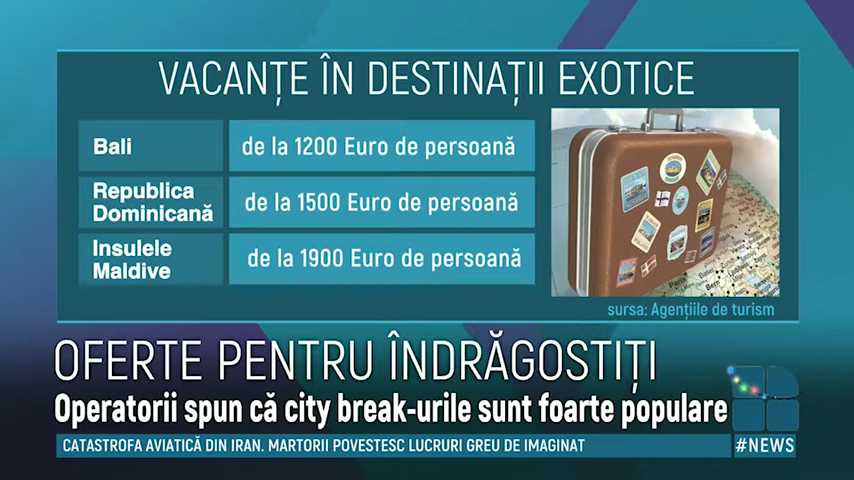 VACANȚE ÎN DESTINAȚII EXOTICE
Bali
de la 1200 Euro de persoană
Republica
Dominicană
de la 1500 Euro de persoană
Insulele
Maldive
de la 1900 Euro de persoană
sursa: Agențiile de turism
OFERTE PENTRU ÎNDRĂGOSTIȚI
Operatorii spun că city break-urile sunt foarte populare
CATASTROFA AVIATICĂ DIN IRAN. MARTORII POVESTESC LUCRURI GREU DE IMAGINAT
#NEWS